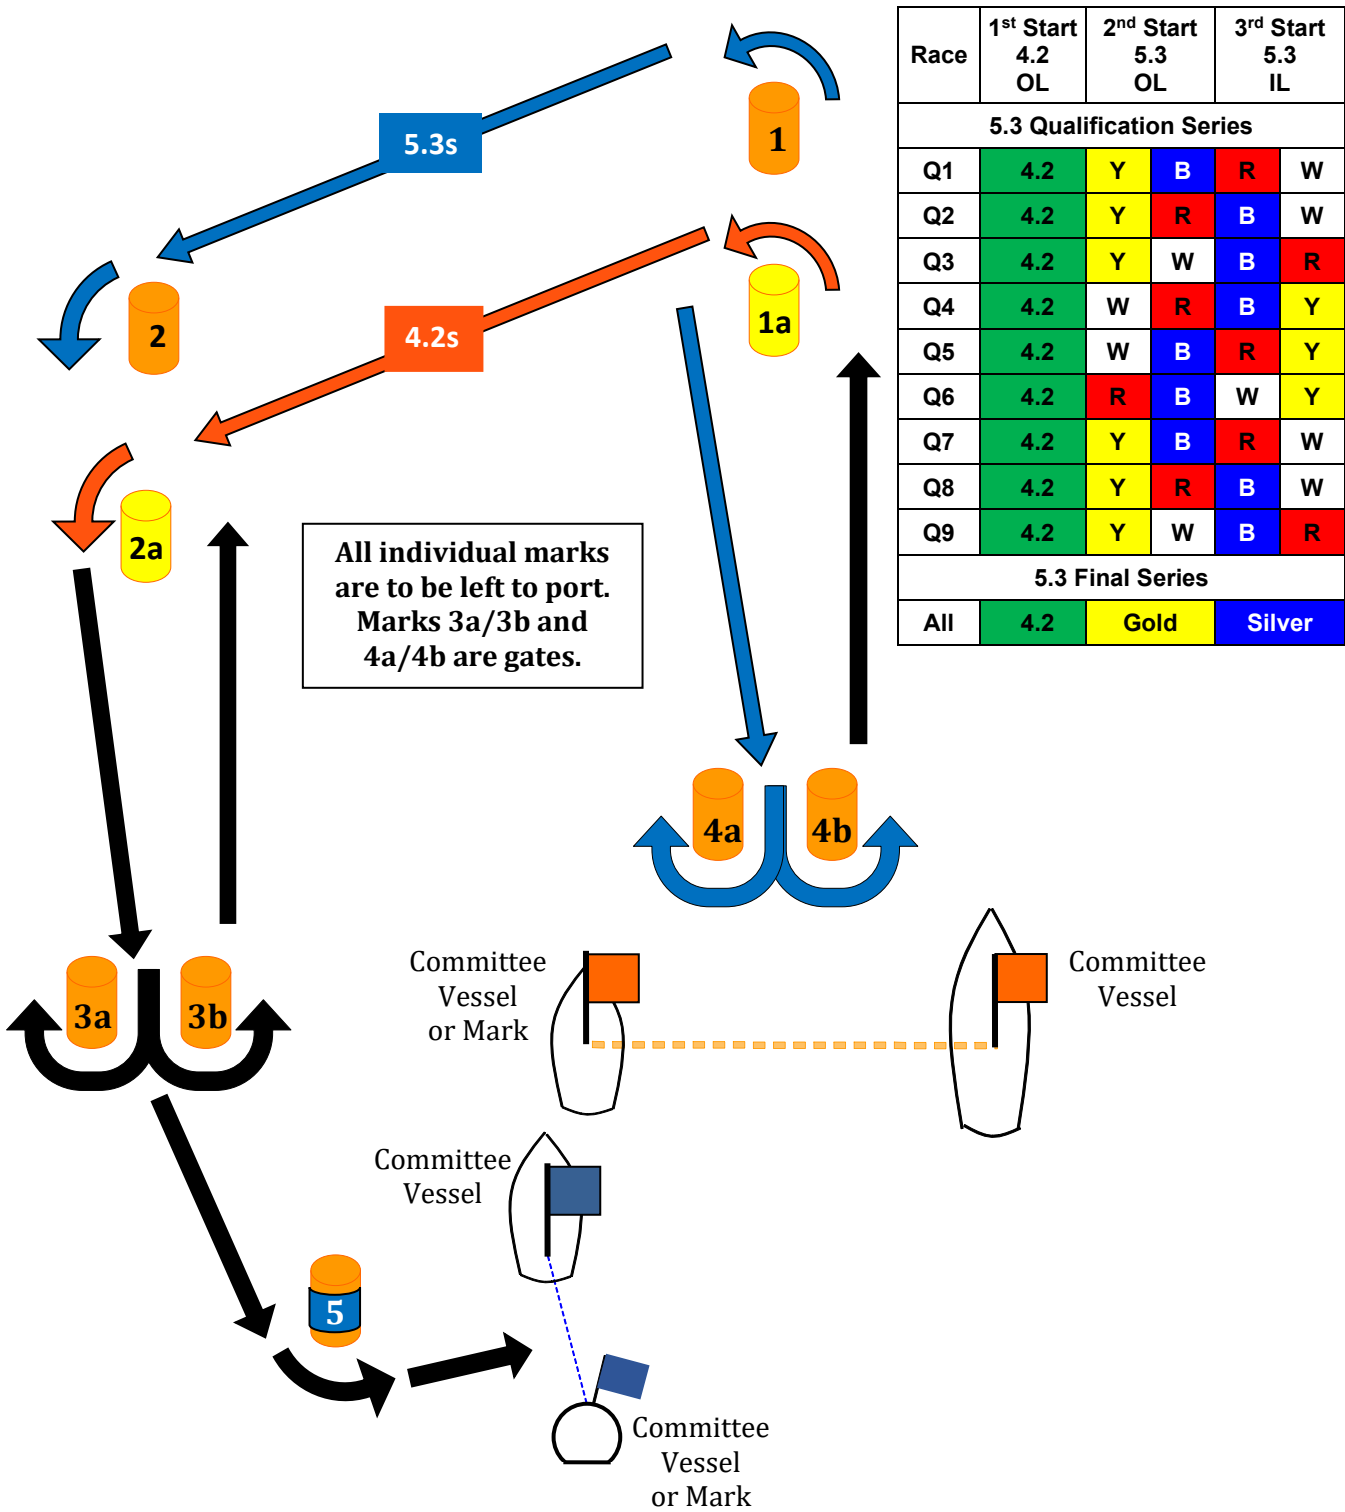 1st Start 2nd Start 3rd Start
Race 4.2 5.3 5.3
OL OL IL
5.3 Qualification Series
Q1 4.2 Y B R W
Q2 4.2 Y R B W
Q3 4.2 Y W B R
Q4 4.2 W R B Y
Q5 4.2 W B R Y
Q6 4.2 R B W Y
Q7 4.2 Y B R W
Q8 4.2 Y R B W
Q9 4.2 Y W B R
5.3 Final Series
All 4.2 Gold Silver
5.3s
1
2
1a
4.2s
2a
All individual marks
are to be left to port.
Marks 3a/3b and
4a/4b are gates.
4a
4b
3a
3b
Committee
Vessel
or Mark
Committee
Vessel
Committee
Vessel
5
Committee
Vessel
or Mark